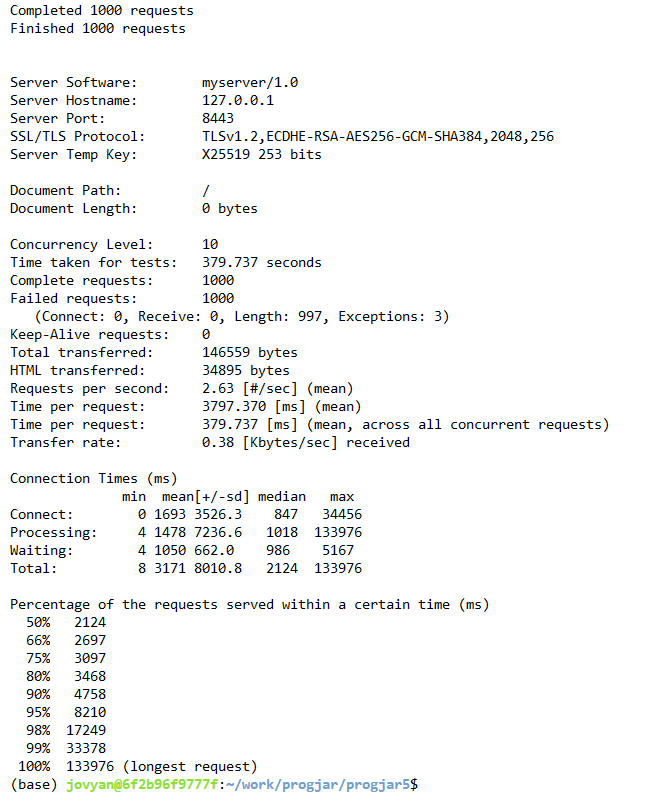 Completed 1000 requests
Finished 1000 requests
Server Software: myserver/1.0
Server Hostname: 127.0.0.1
Server Port: 8443
SSL/TLS Protocol: TLSv1.2,ECDHE-RSA-AES256-GCM-SHA384,2048,256
Server Temp Key: X25519 253 bits
Document Path: /
Document Length: 0 bytes
Concurrency Level: 10
Time taken for tests: 379.737 seconds
Complete requests: 1000
Failed requests: 1000
(Connect: 0, Receive: 0, Length: 997, Exceptions: 3)
Keep-Alive requests: 0
Total transferred: 146559 bytes
HTML transferred: 34895 bytes
Requests per second: 2.63 [#/sec] (mean)
Time per request: 3797.370 [ms] (mean)
Time per request: 379.737 [ms] (mean, across all concurrent requests)
Transfer rate: 0.38 [Kbytes/sec] received
Connection Times (ms)
min mean[+/-sd] median max
Connect: 0 1693 3526.3 847 34456
Processing: 4 1478 7236.6 1018 133976
Waiting: 4 1050 662.0 986 5167
Total: 8 3171 8010.8 2124 133976
Percentage of the requests served within a certain time (ms)
50% 2124
66% 2697
75% 3097
80% 3468
90% 4758
95% 8210
98% 17249
99% 33378
100% 133976 (longest request)
(base) jovyan@6f2b96f9777f:~/work/progjar/progjar5$